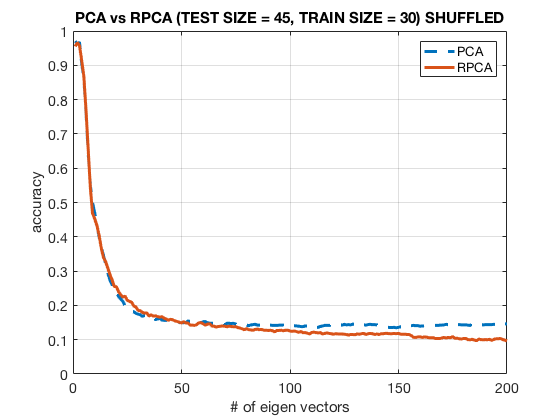 PCA vs RPCA (TEST SIZE = 45, TRAIN SIZE = 30) SHUFFLED
PCA
RPCA
1
0.9
0.8
0.7
0.6
0.5
0.4
0.3
0.2
0.1
0
accuracy
0 50 100 150 200
# of eigen vectors